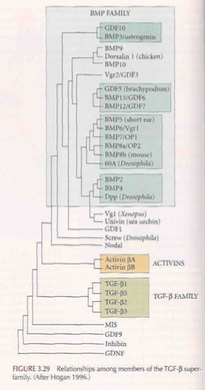 BMP FAMILY
GDF10
BMP3/osteogenin
BMP9
Dorsalin 1 (chicken)
BMP10
Vgr2/GDF3
GDF5 (brachypodism)
BMP13/GDF6
BMP12/GDF7
BMP5 (short ear)
BMP6/Vgr1
BMP7/OP1
BMP8a/OP2
BMP8b (mouse)
60A (Drosophila)
BMP2
BMP4
Dpp (Drosophila)
Vg1 (Xenopus)
Univin (sea urchin)
GDF1
Screw (Drosophila)
Nodal
Activin βA
Activin βB
ACTIVINS
TGF-β1
TGF-β5
TGF-β2
TGF-β3
TGF-β FAMILY
MIS
GDF9
Inhibin
GDNF
FIGURE 3.29 Relationships among members of the TGF-β super-
family. (After Hogan 1996.)